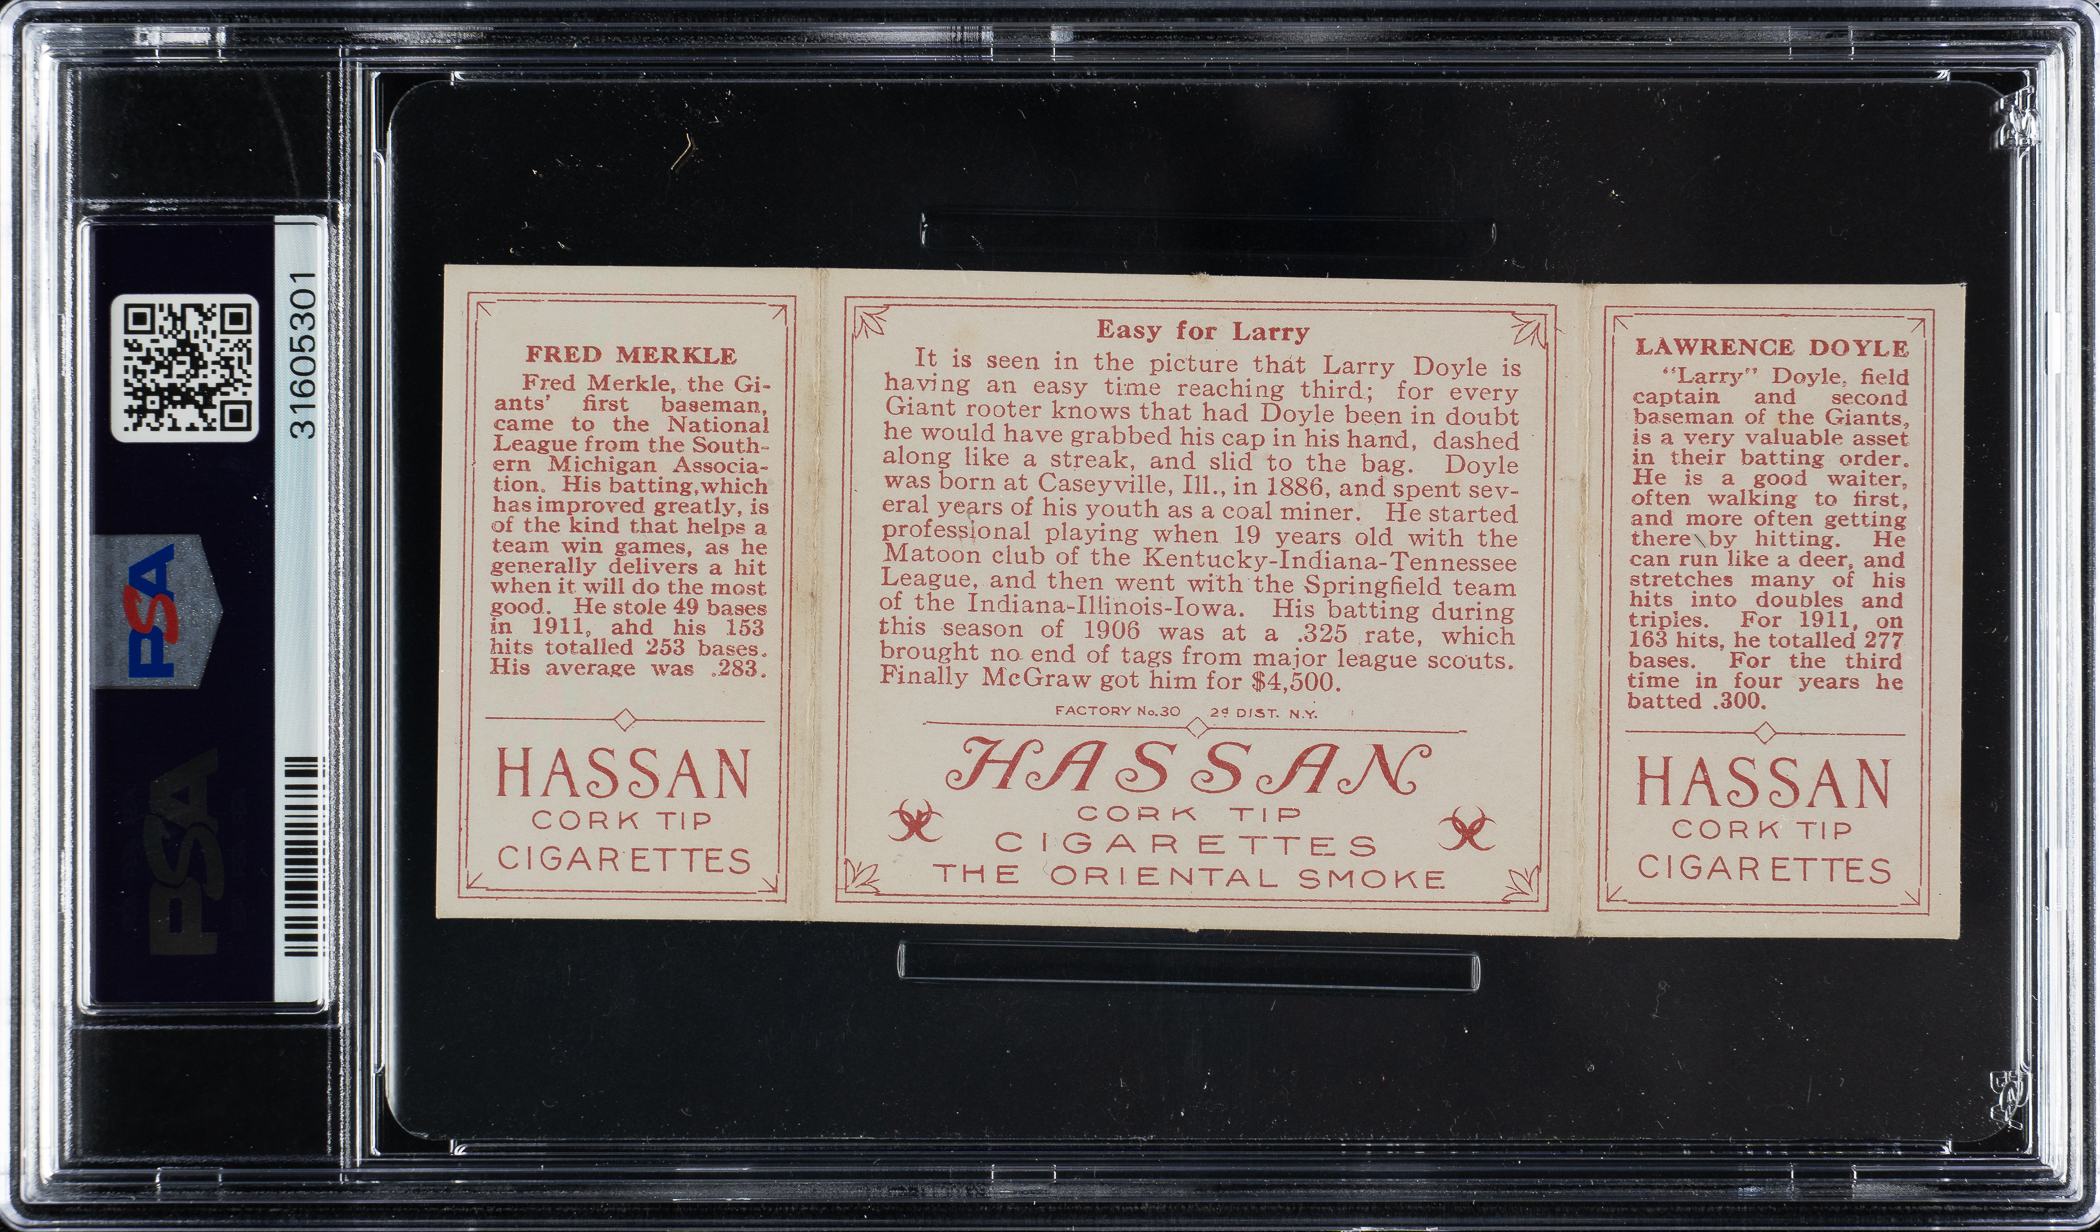 31605301
PSA
PSA
FRED MERKLE
Fred Merkle, the Gi-
ants' first baseman,
came to the National
League from the South-
ern Michigan Associa-
tion. His batting, which
has improved greatly, is
of the kind that helps a
team win games, as he
generally delivers a hit
when it will do the most
good. He stole 49 bases
in 1911, ahd his 153
hits totalled 253 bases.
His average was .283.
HASSAN
CORK TIP
CIGARETTES
Easy for Larry
It is seen in the picture that Larry Doyle is
having an easy time reaching third; for every
Giant rooter knows that had Doyle been in doubt
he would have grabbed his cap in his hand, dashed
along like a streak, and slid to the bag. Doyle
was born at Caseyville, Ill., in 1886, and spent sev-
eral years of his youth as a coal miner. He started
professional playing when 19 years old with the
Matoon club of the Kentucky-Indiana-Tennessee
League, and then went with the Springfield team
of the Indiana-Illinois-Iowa. His batting during
this season of 1906 was at a .325 rate, which
brought no end of tags from major league scouts.
Finally McGraw got him for $4,500.
FACTORY No.30 2d DIST. N.Y.
HASSAN
CORK TIP
CIGARETTES
THE ORIENTAL SMOKE
LAWRENCE DOYLE
"Larry" Doyle, field
captain and second
baseman of the Giants,
is a very valuable asset
in their batting order.
He is a good waiter,
often walking to first,
and more often getting
there by hitting. He
can run like a deer, and
stretches many of his
hits into doubles and
triples. For 1911, on
163 hits, he totalled 277
bases. For the third
time in four years he
batted .300.
HASSAN
CORK TIP
CIGARETTES